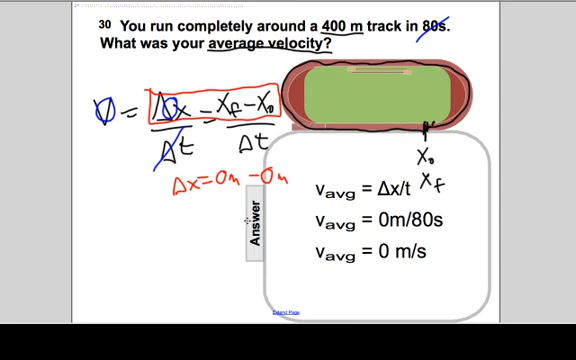 30 You run completely around a 400 m track in 80s.
What was your average velocity?
V = Δx/Δt = Xf - X₀/Δt
Δx = 0m - 0m
X₀
Xf
Answer
vavg = Δx/t
vavg = 0m/80s
vavg = 0 m/s
Extend Page